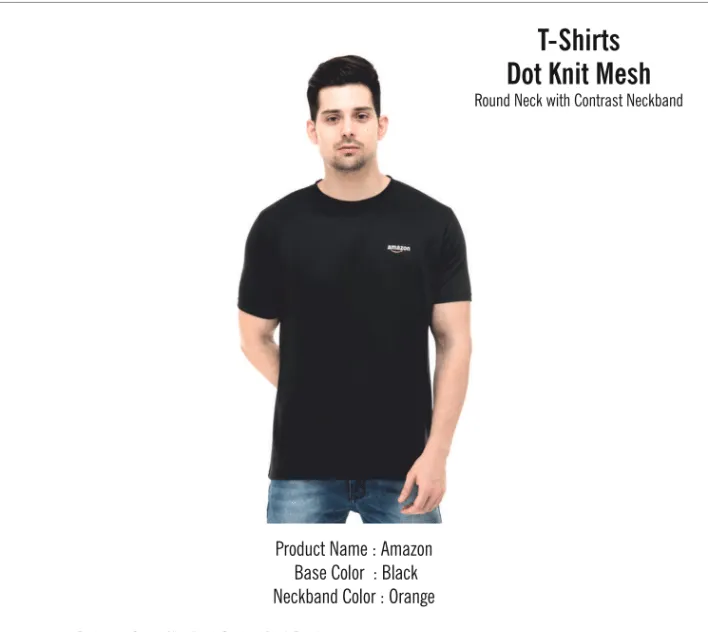 T-Shirts
Dot Knit Mesh
Round Neck with Contrast Neckband
amazon
Product Name : Amazon
Base Color : Black
Neckband Color : Orange